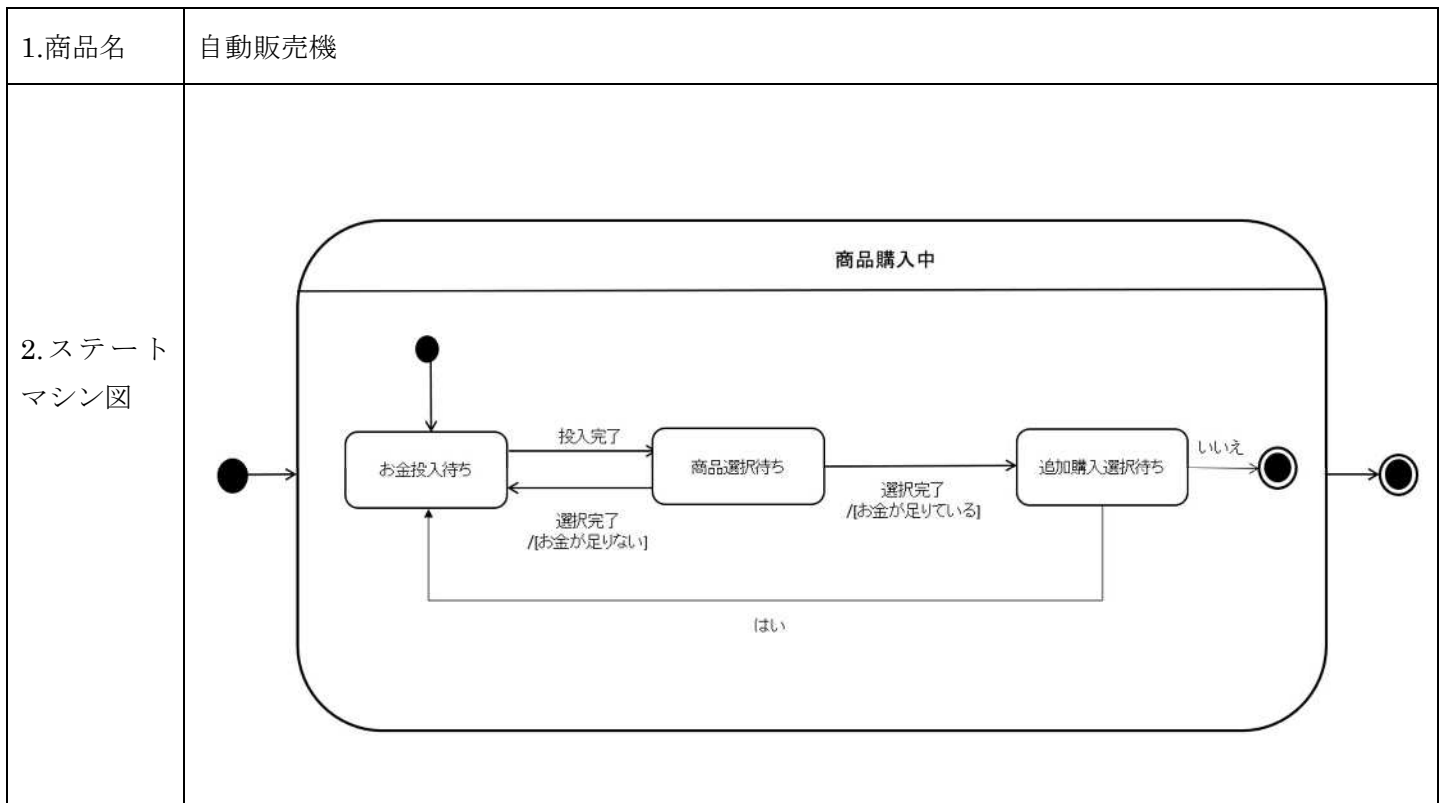 1.商品名
自動販売機
2.ステート
マシン図
商品購入中
お金投入待ち
投入完了
商品選択待ち
選択完了
/[お金が足りない]
選択完了
/[お金が足りている]
追加購入選択待ち
いいえ
はい